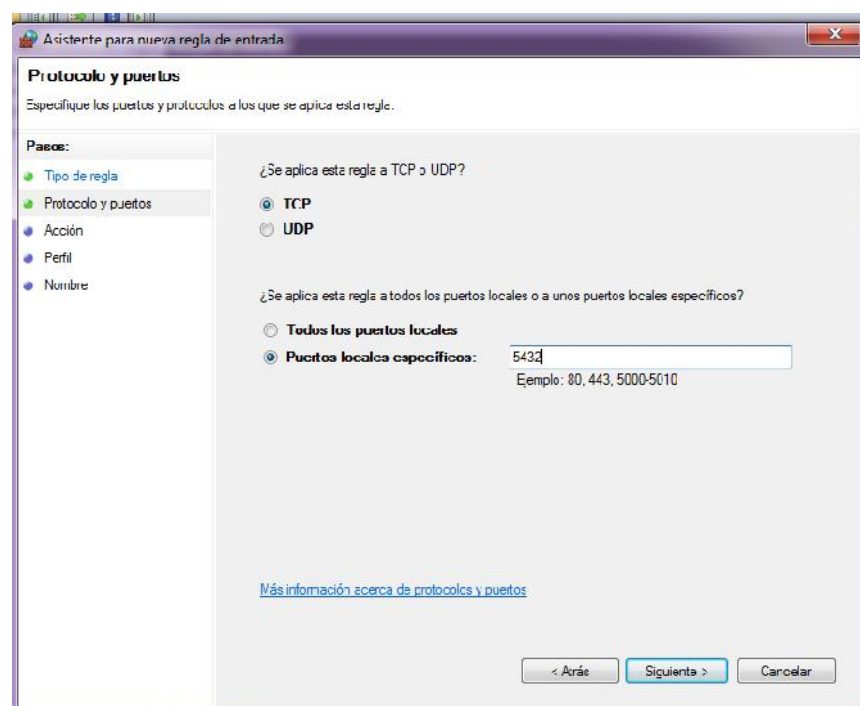 Asistente para nueva regla de entrada
Protocolo y puertos
Especifique los puertos y protocolos a los que se aplica esta regla.
Pasos:
Tipo de regla
Protocolo y puertos
Acción
Perfil
Nombre
¿Se aplica esta regla a TCP o UDP?
TCP
UDP
¿Se aplica esta regla a todos los puertos locales o a unos puertos locales específicos?
Todos los puertos locales
Puertos locales específicos: 5432
Ejemplo: 80, 443, 5000-5010
Más información acerca de protocolos y puertos
< Atrás Siguiente > Cancelar